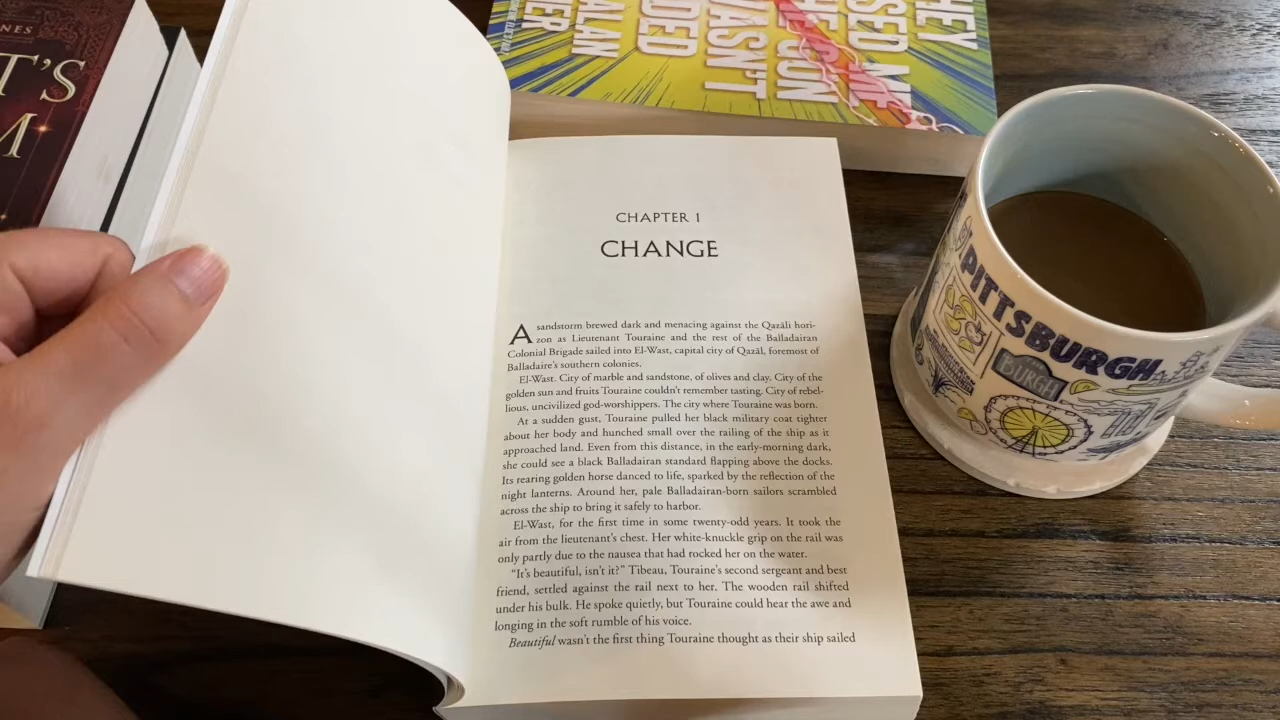 NES
T'S
M
HEY
SED ME
HE GUN
WASN'T
DED
ALAN
ER
CHAPTER 1
CHANGE
A sandstorm brewed dark and menacing against the Qazāli hori-
zon as Lieutenant Touraine and the rest of the Balladairan
Colonial Brigade sailed into El-Wast, capital city of Qazāl, foremost of
Balladaire's southern colonies.
El-Wast. City of marble and sandstone, of olives and clay. City of the
golden sun and fruits Touraine couldn't remember tasting. City of rebel-
lious, uncivilized god-worshippers. The city where Touraine was born.
At a sudden gust, Touraine pulled her black military coat tighter
about her body and hunched small over the railing of the ship as it
approached land. Even from this distance, in the early-morning dark,
she could see a black Balladairan standard flapping above the docks.
Its rearing golden horse danced to life, sparked by the reflection of the
night lanterns. Around her, pale Balladairan-born sailors scrambled
across the ship to bring it safely to harbor.
El-Wast, for the first time in some twenty-odd years. It took the
air from the lieutenant's chest. Her white-knuckle grip on the rail was
only partly due to the nausea that had rocked her on the water.
"It's beautiful, isn't it?" Tibeau, Touraine's second sergeant and best
friend, settled against the rail next to her. The wooden rail shifted
under his bulk. He spoke quietly, but Touraine could hear the awe and
longing in the soft rumble of his voice.
Beautiful wasn't the first thing Touraine thought as their ship sailed
PITTSBURGH
BURGH